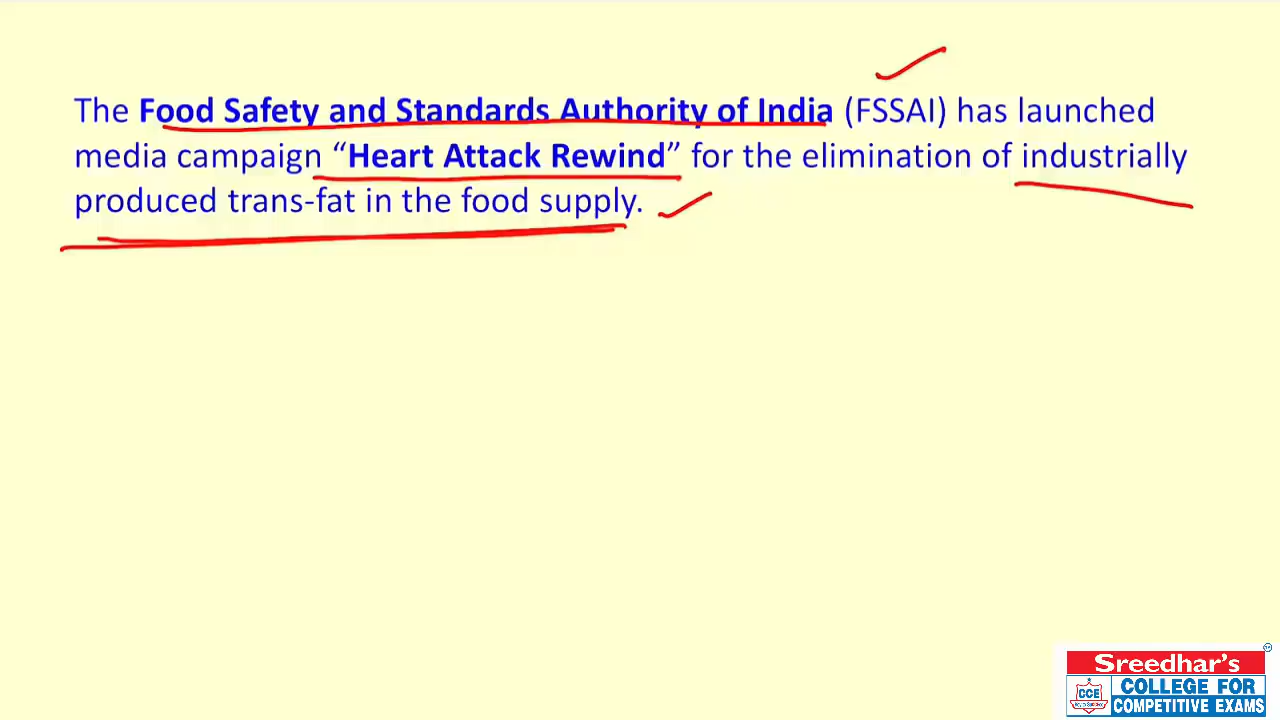 The Food Safety and Standards Authority of India (FSSAI) has launched
media campaign “Heart Attack Rewind” for the elimination of industrially
produced trans-fat in the food supply.
Sreedhar's
CCE
COLLEGE FOR
COMPETITIVE EXAMS